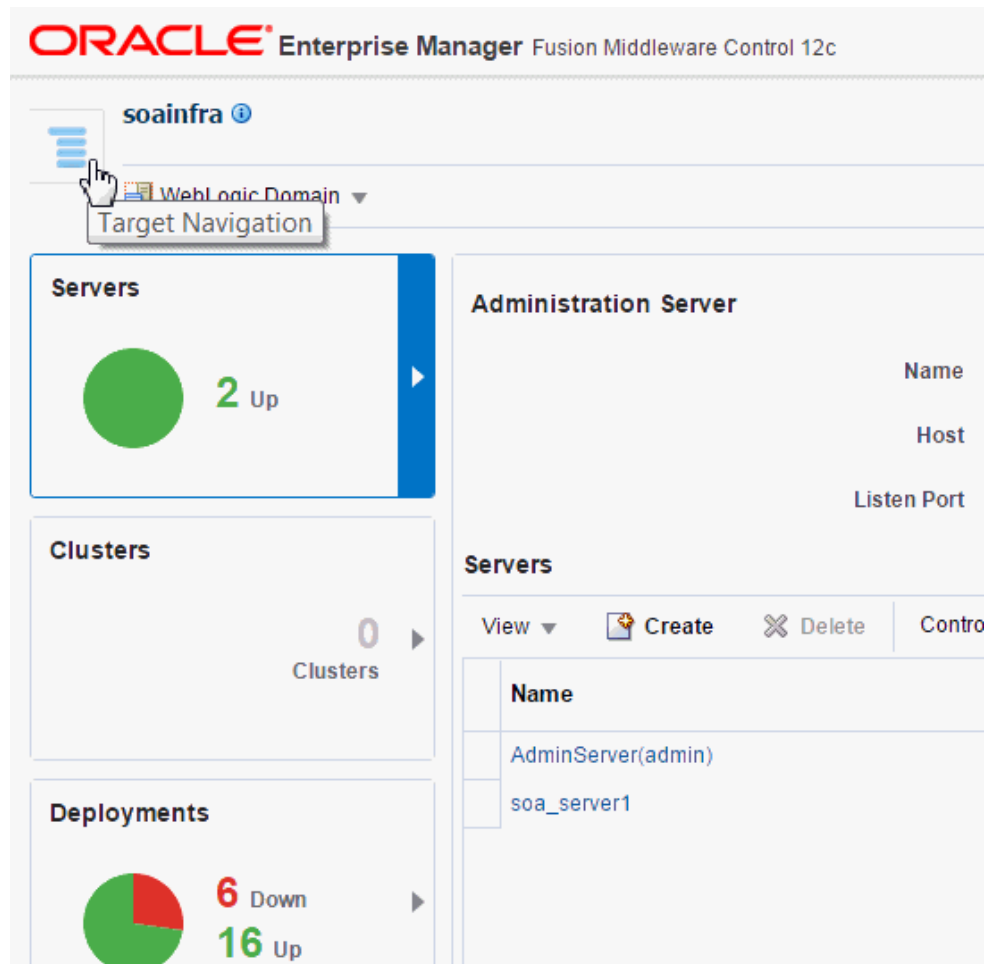 ORACLE Enterprise Manager Fusion Middleware Control 12c
soainfra
WebLogic Domain
Target Navigation
Servers
2 Up
Clusters
0
Clusters
Deployments
6 Down
16 Up
Administration Server
Name
Host
Listen Port
Servers
View Create Delete Contro
Name
AdminServer(admin)
soa_server1